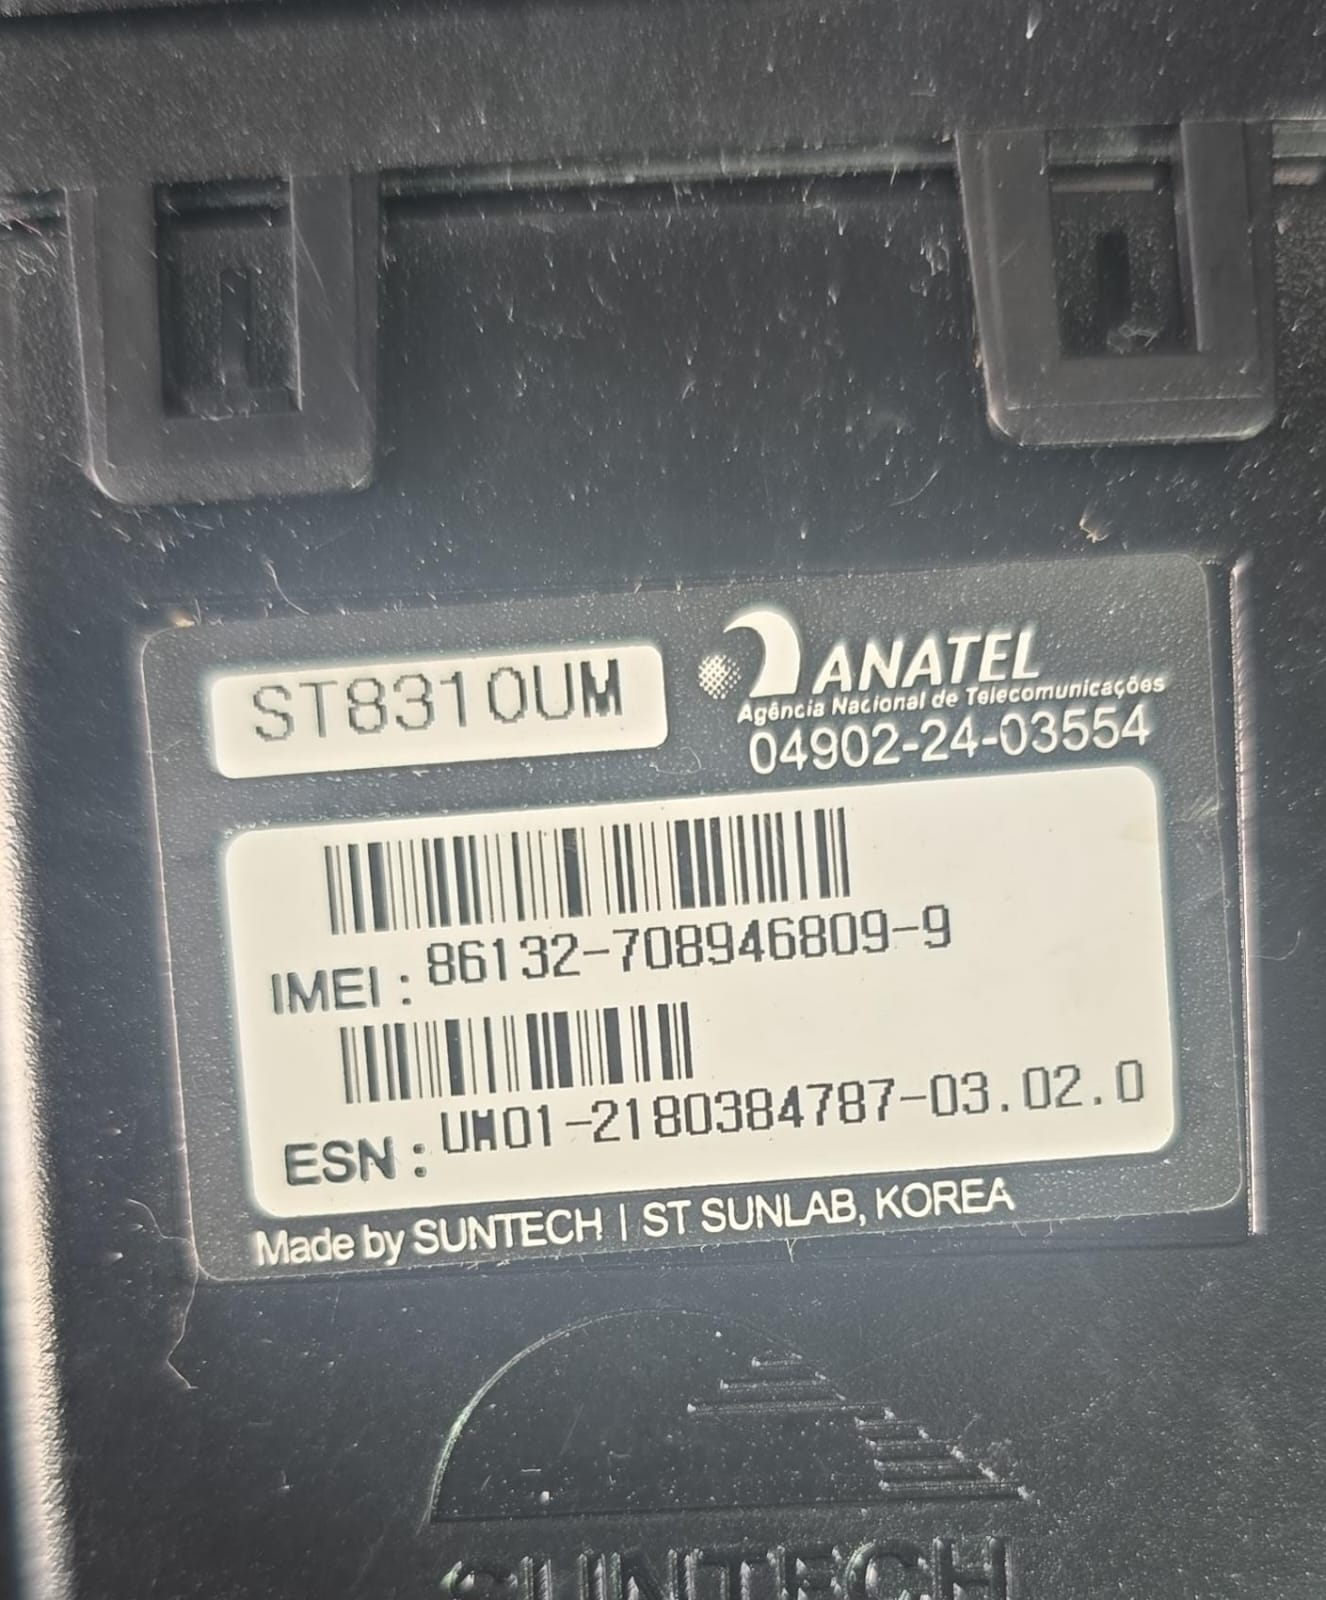 ST8310UM
ANATEL
Agência Nacional de Telecomunicações
04902-24-03554
IMEI : 86132-708946809-9
ESN : UM01-2180384787-03.02.0
Made by SUNTECH | ST SUNLAB, KOREA
SUNTECH